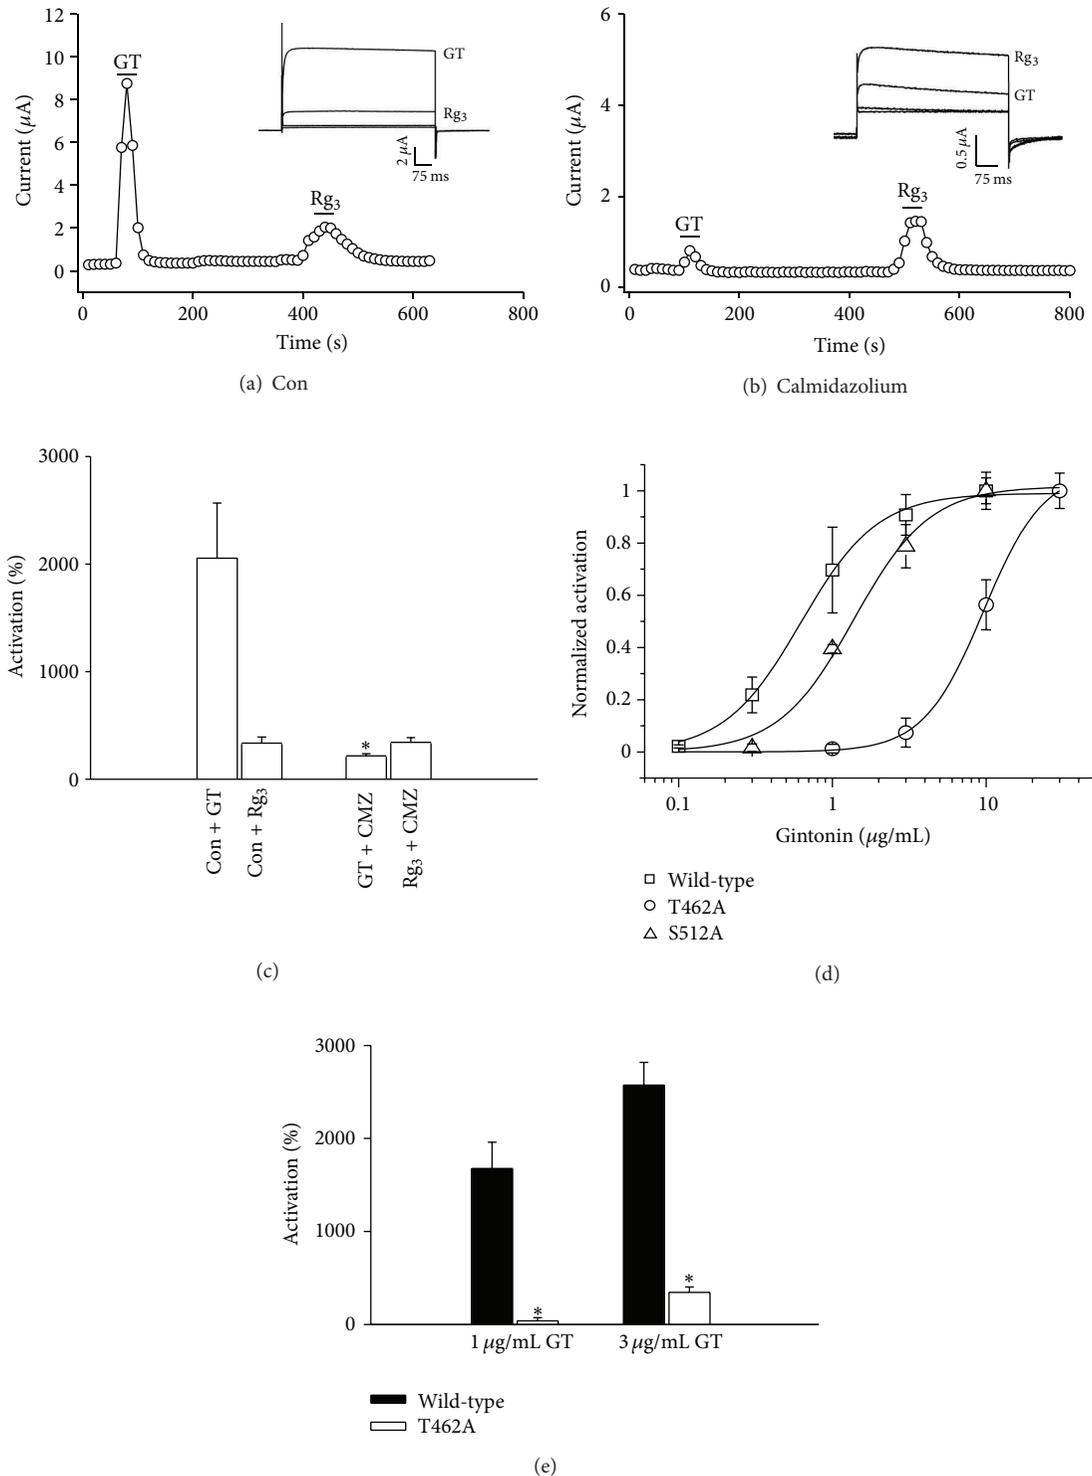 12
10
8
6
4
2
0
Current (μA)
GT
Rg3
GT
Rg3
2 μA
75 ms
0
200
400
600
800
Time (s)
(a) Con
6
4
2
0
Current (μA)
GT
Rg3
Rg3
GT
0.5 μA
75 ms
0
200
400
600
800
Time (s)
(b) Calmidazolium
3000
2000
1000
0
Activation (%)
*
Con + GT
Con + Rg3
GT + CMZ
Rg3 + CMZ
(c)
1
0.8
0.6
0.4
0.2
0
Normalized activation
0.1
1
10
Gintonin (μg/mL)
Wild-type
T462A
S512A
(d)
3000
2000
1000
0
Activation (%)
*
*
1 μg/mL GT
3 μg/mL GT
Wild-type
T462A
(e)